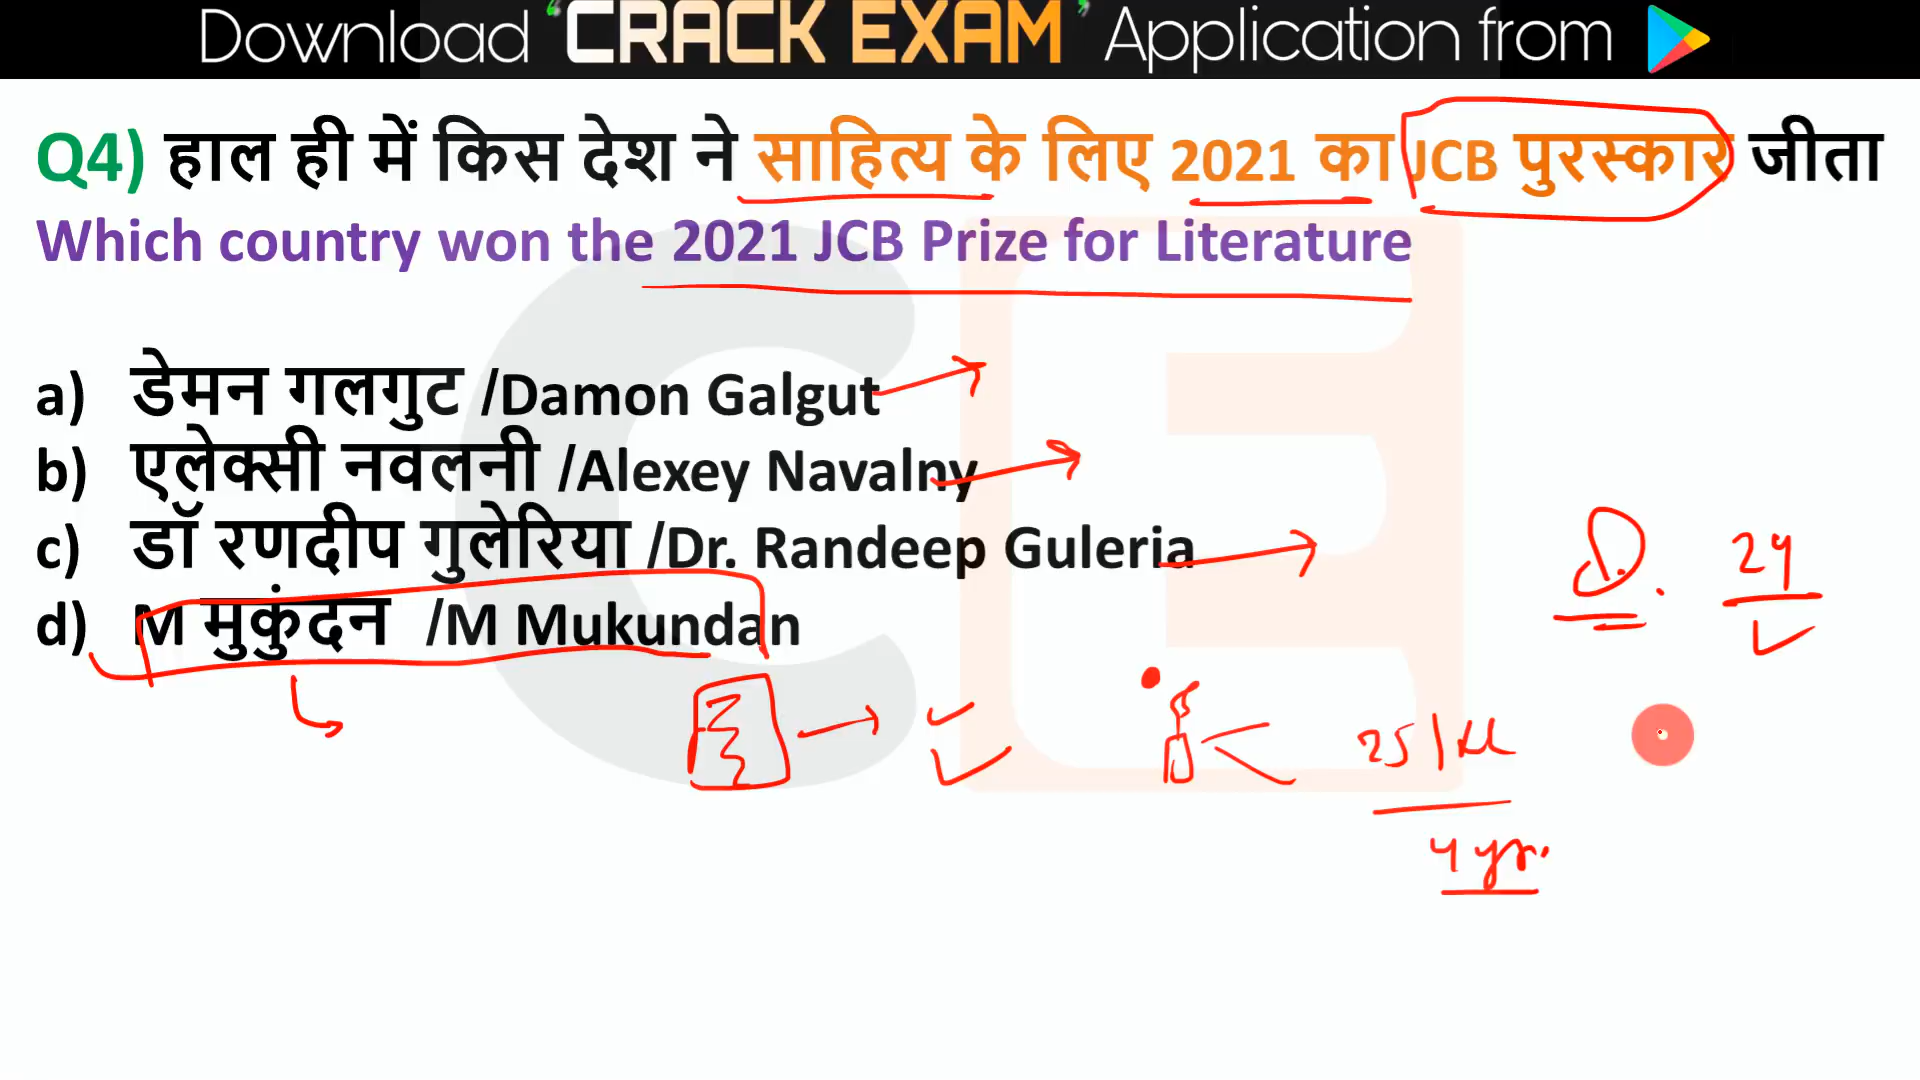 Download 'CRACK EXAM' Application from
Q4) हाल ही में किस देश ने साहित्य के लिए 2021 का JCB पुरस्कार जीता
Which country won the 2021 JCB Prize for Literature
a) डेमन गलगुट /Damon Galgut
b) एलेक्सी नवलनी /Alexey Navalny
c) डॉ रणदीप गुलेरिया /Dr. Randeep Guleria
d) M मुकुंदन /M Mukundan
24
25
4 yr.
CE